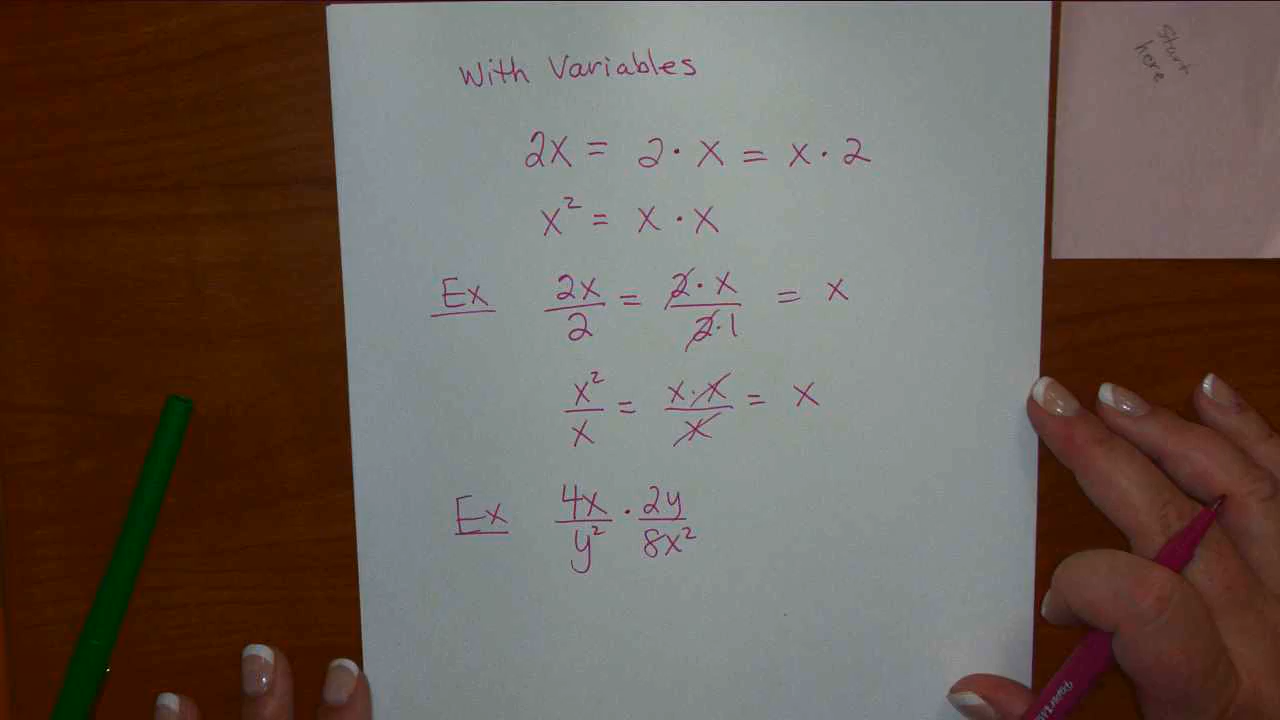 With Variables
2x = 2 · x = x · 2
x² = x · x
Ex 2x/2 = 2·x/2·1 = x
x²/x = x·x/x = x
Ex 4x/y² · 2y/8x²
Start
here